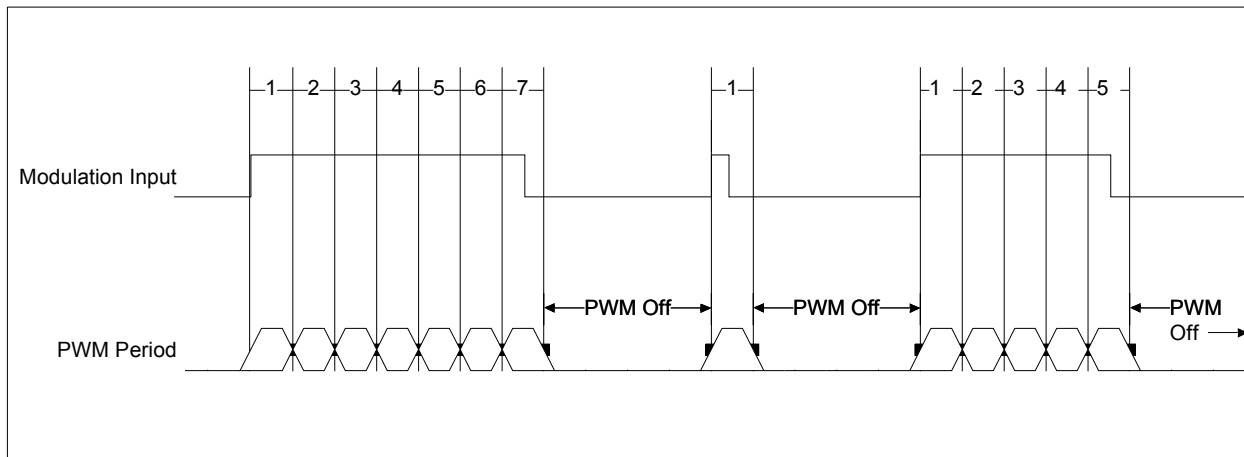 1 2 3 4 5 6 7 1 1 2 3 4 5
Modulation Input
PWM Off PWM Off PWM
Off
PWM Period